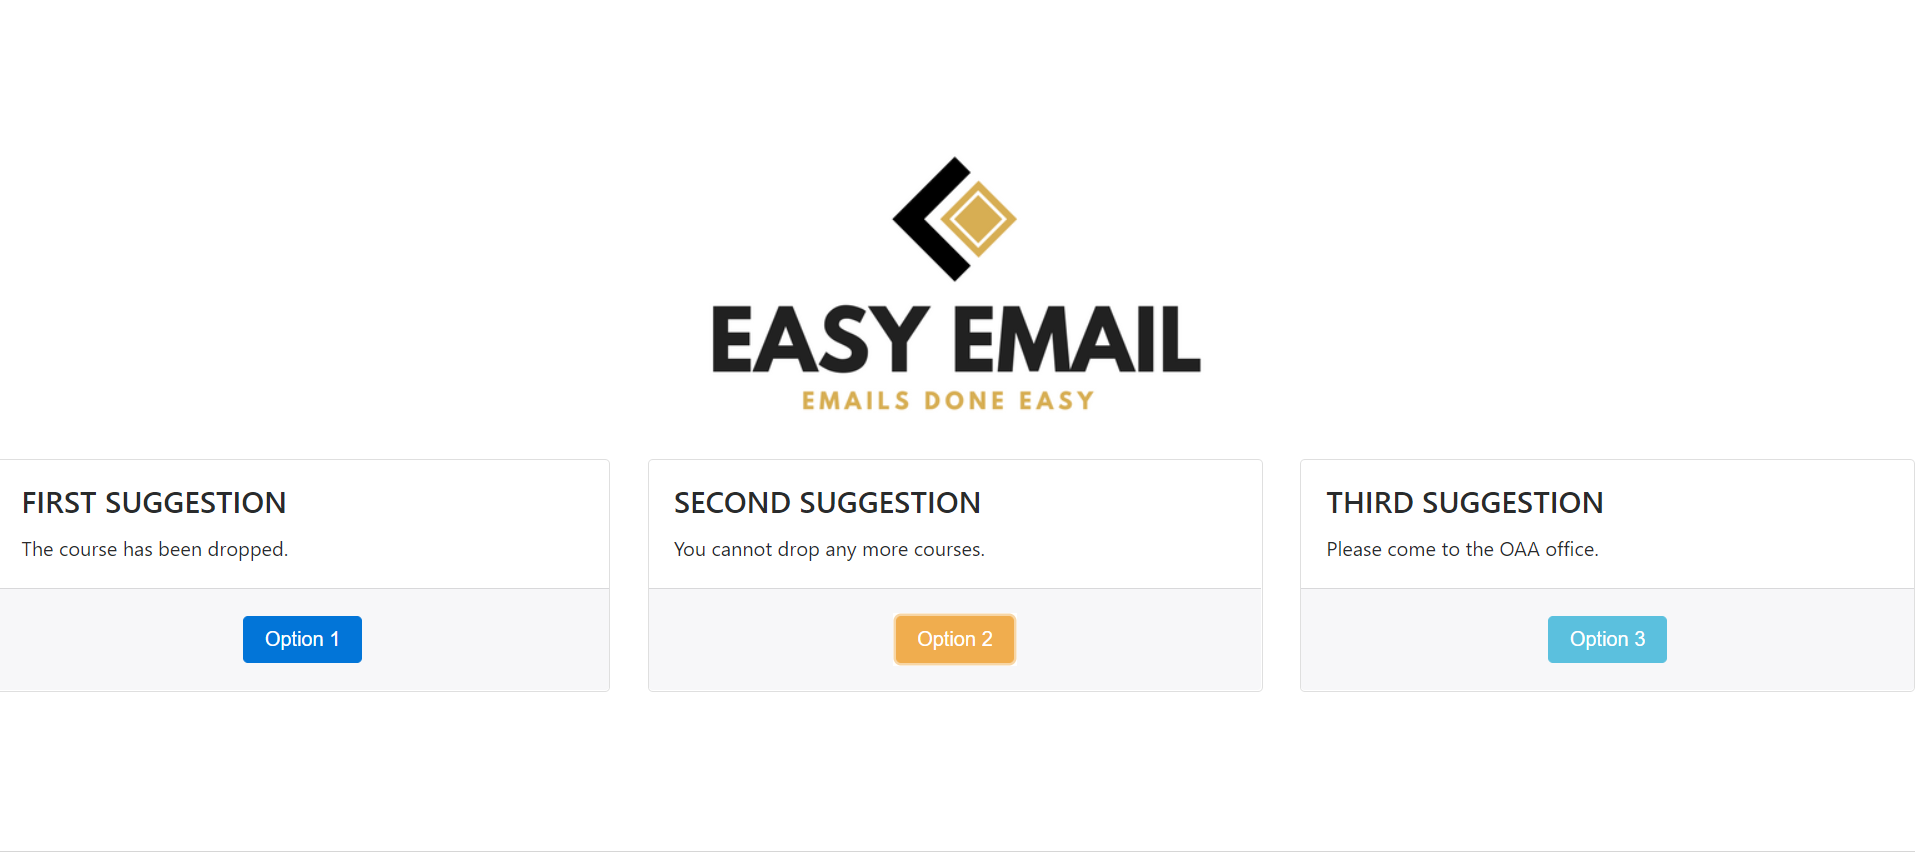 EASY EMAIL
EMAILS DONE EASY
FIRST SUGGESTION
The course has been dropped.
Option 1
SECOND SUGGESTION
You cannot drop any more courses.
Option 2
THIRD SUGGESTION
Please come to the OAA office.
Option 3